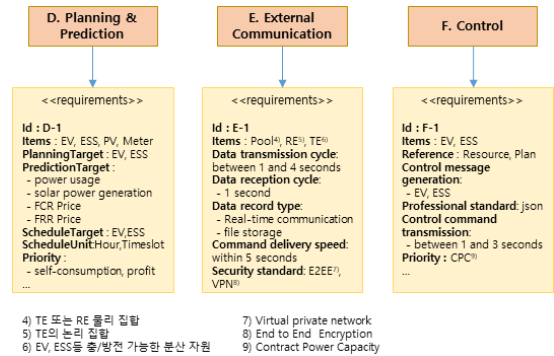 D. Planning &
Prediction
<<requirements>>
Id : D-1
Items : EV, ESS, PV, Meter
PlanningTarget : EV, ESS
PredictionTarget :
- power usage
- solar power generation
- FCR Price
- FRR Price
ScheduleTarget : EV,ESS
ScheduleUnit:Hour,Timeslot
Priority :
- self-consumption, profit
...
E. External
Communication
<<requirements>>
Id : E-1
Items : Pool4), RE5), TE6)
Data transmission cycle:
between 1 and 4 seconds
Data reception cycle:
- 1 second
Data record type:
- Real-time communication
- file storage
Command delivery speed:
within 5 seconds
Security standard: E2EE7),
VPN8)
F. Control
<<requirements>>
Id : F-1
Items : EV, ESS
Reference : Resource, Plan
Control message
generation:
- EV, ESS
Professional standard: json
Control command
transmission:
- between 1 and 3 seconds
Priority : CPC9)
...
4) TE 또는 RE 물리 집합
5) TE의 논리 집합
6) EV, ESS등 충/방전 가능한 분산 자원
7) Virtual private network
8) End to End Encryption
9) Contract Power Capacity